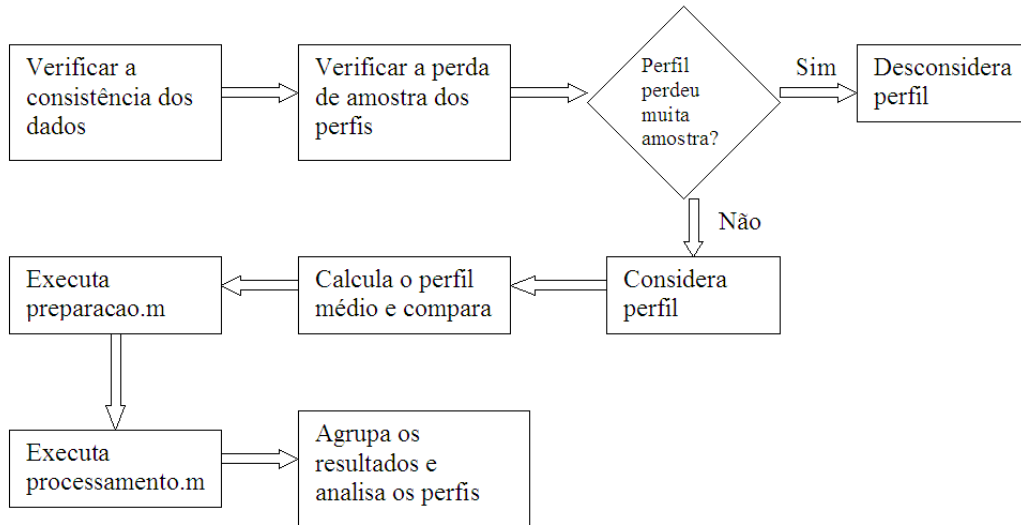 Verificar a
consistência dos
dados
Verificar a perda
de amostra dos
perfis
Perfil
perdeu
muita
amostra?
Sim
Desconsidera
perfil
Não
Considera
perfil
Calcula o perfil
médio e compara
Executa
preparacao.m
Executa
processamento.m
Agrupa os
resultados e
analisa os perfis